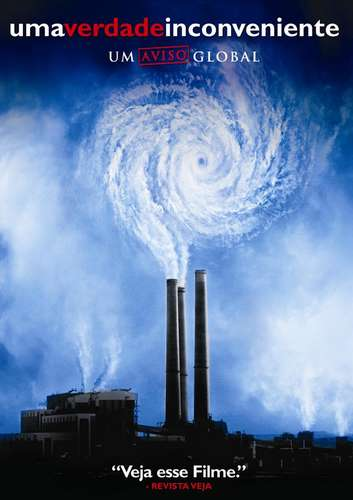 umaverdadeinconveniente
UM AVISO GLOBAL
“Veja esse Filme.”
- REVISTA VEJA